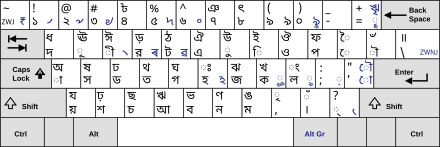 ~ ! @ # ৳ % ^ ঞ ৎ ( ) _ + Back
ZWJ ₹ ১ ২ ৩ ৪ ৫ ৬ ৭ ৮ ৯ ০ - = Space
ধ ঊ ঈ ড় ঠ ঐ উ ই ঔ ফ ৈ ৌ ॥
দ ূ ী র ট এ ু ি ও প ে ো \ ZWNJ
Caps অ ষ ঢ থ ঘ ঃ ঝ খ ং : " Enter
Lock া স ড ত গ হ জ ক ল ; '
Shift য ঢ় ছ ঋ ভ ণ ঙ ৃ ঁ ? Shift
য় শ চ আ ব ন ম , । ্
Ctrl Alt Alt Gr Ctrl